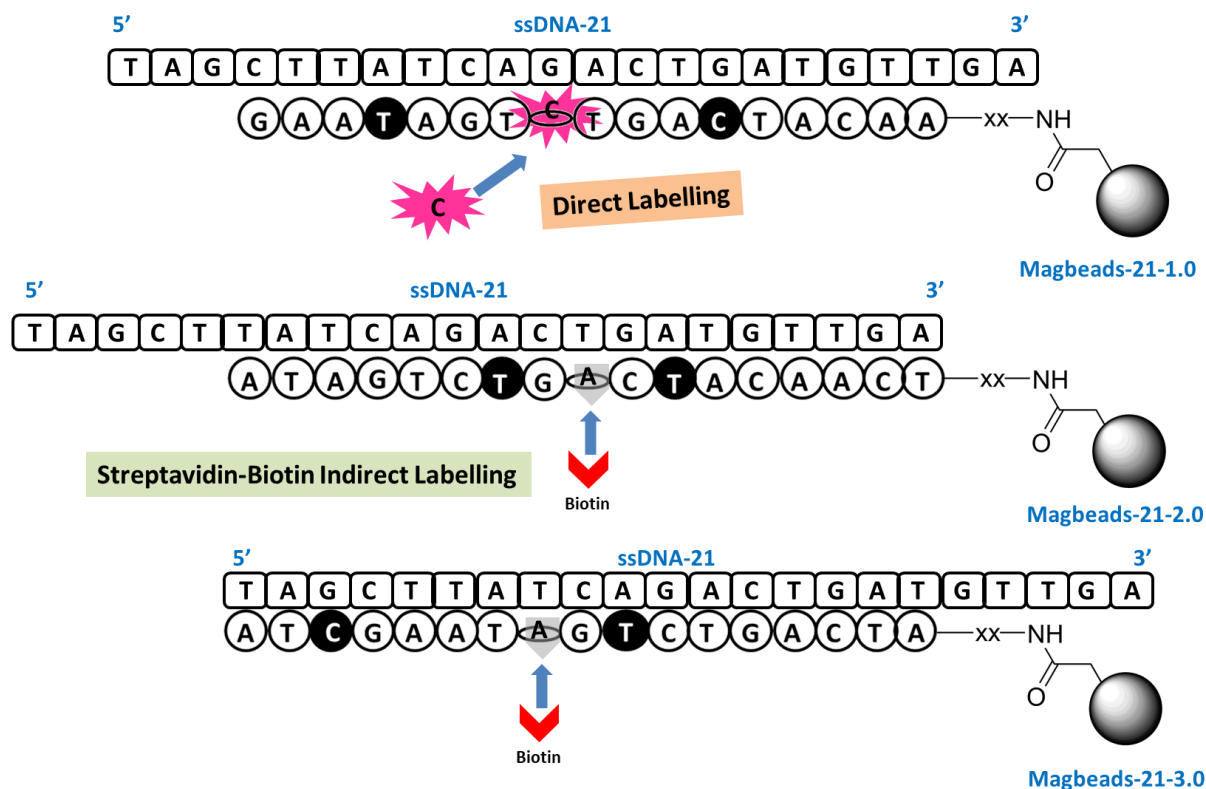 5’ ssDNA-21 3’
T A G C T T A T C A G A C T G A T G T T G A
G A A T A G T C T G A C T A C A A xx NH
O
C
Direct Labelling
Magbeads-21-1.0
5’ ssDNA-21 3’
T A G C T T A T C A G A C T G A T G T T G A
A T A G T C T G A C T A C A A C T xx NH
O
Streptavidin-Biotin Indirect Labelling
Biotin
Magbeads-21-2.0
5’ ssDNA-21 3’
T A G C T T A T C A G A C T G A T G T T G A
A T C G A A T A G T C T G A C T A xx NH
O
Biotin
Magbeads-21-3.0